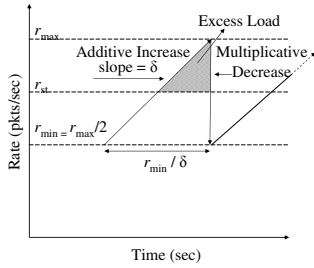 Excess Load
r_max
Additive Increase
slope = δ
Multiplicative
Decrease
r_st
r_min = r_max/2
r_min / δ
Rate (pkts/sec)
Time (sec)